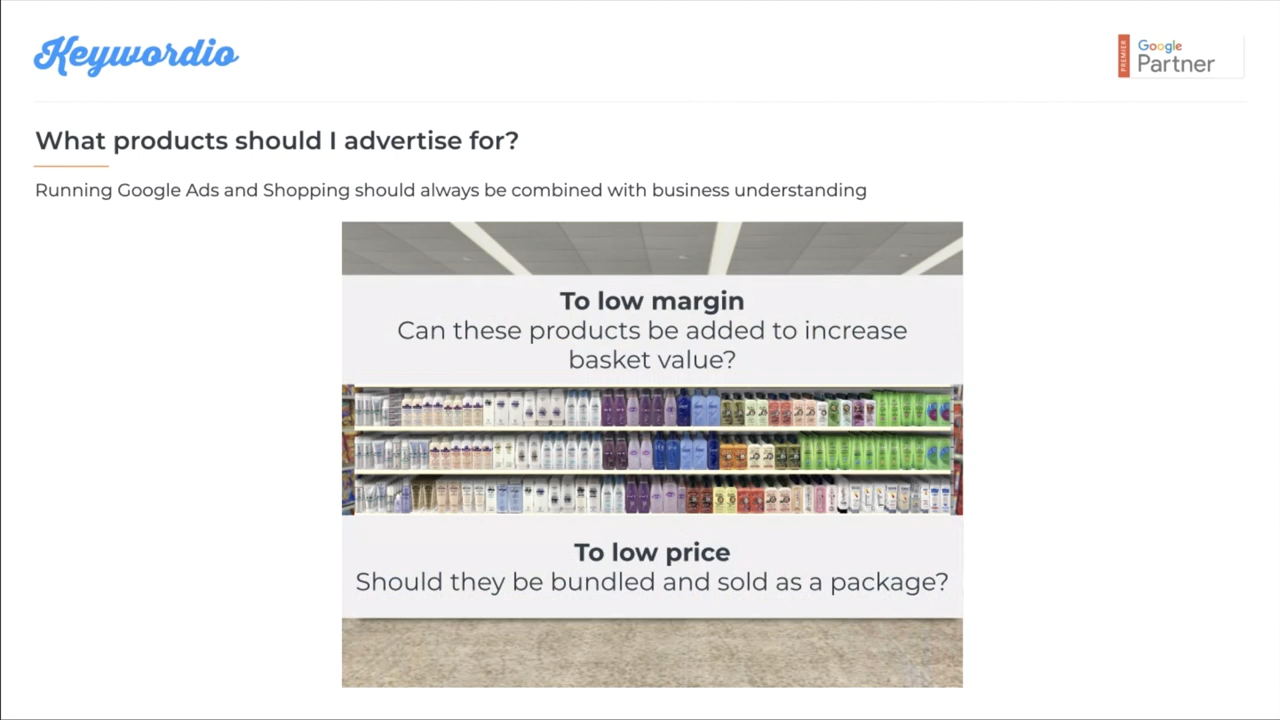 Keywordio
PREMIER
Google
Partner
What products should I advertise for?
Running Google Ads and Shopping should always be combined with business understanding
To low margin
Can these products be added to increase
basket value?
To low price
Should they be bundled and sold as a package?